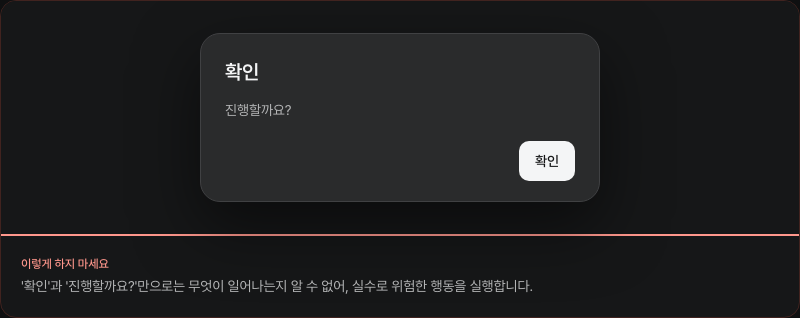 확인
진행할까요?
확인
이렇게 하지 마세요
'확인'과 '진행할까요?'만으로는 무엇이 일어나는지 알 수 없어, 실수로 위험한 행동을 실행합니다.